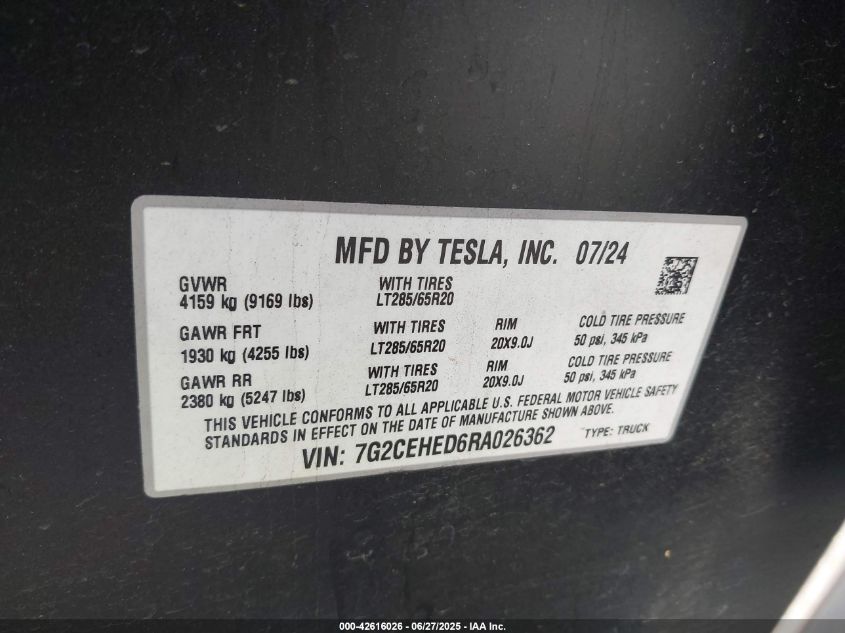 MFD BY TESLA, INC. 07/24
GVWR WITH TIRES
4159 kg (9169 lbs) LT285/65R20
GAWR FRT WITH TIRES RIM COLD TIRE PRESSURE
1930 kg (4255 lbs) LT285/65R20 20X9.0J 50 psi, 345 kPa
GAWR RR WITH TIRES RIM COLD TIRE PRESSURE
2380 kg (5247 lbs) LT285/65R20 20X9.0J 50 psi, 345 kPa
THIS VEHICLE CONFORMS TO ALL APPLICABLE U.S. FEDERAL MOTOR VEHICLE SAFETY
STANDARDS IN EFFECT ON THE DATE OF MANUFACTURE SHOWN ABOVE.
VIN: 7G2CEHED6RA026362 TYPE: TRUCK
000-42616026 - 06/27/2025 - IAA Inc.